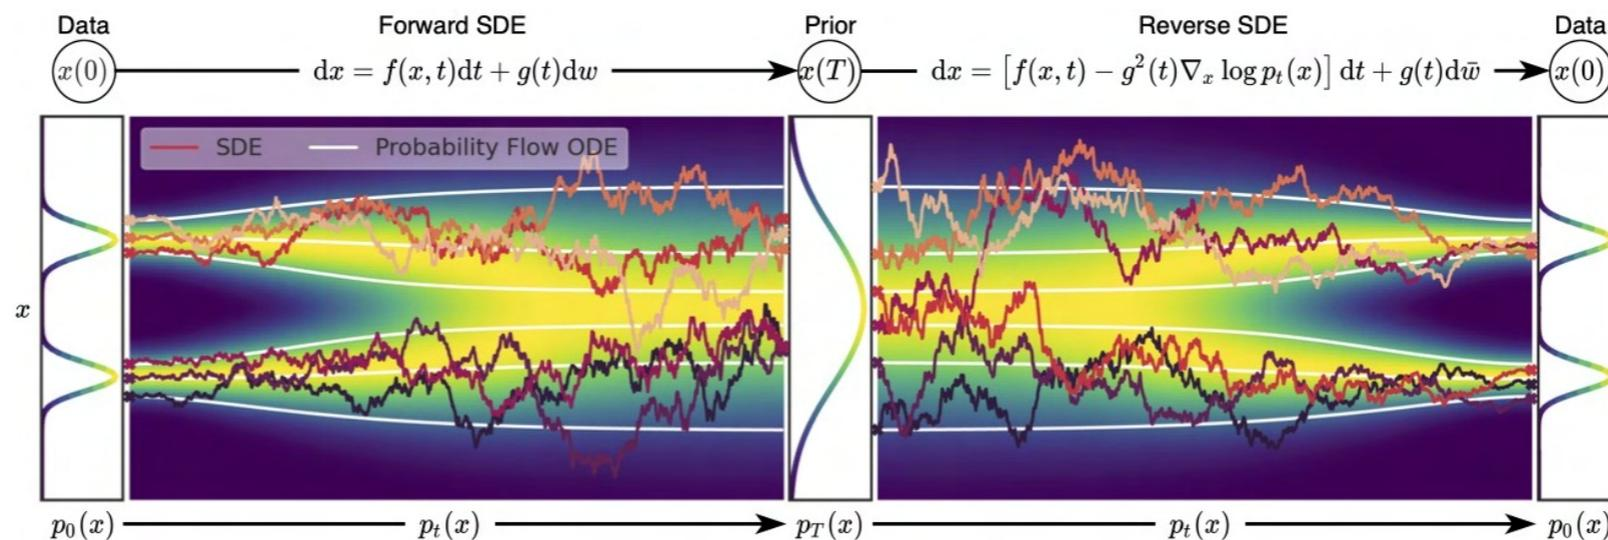 Data Forward SDE Prior Reverse SDE Data
x(0) dx = f(x,t)dt + g(t)dw x(T) dx = [f(x,t) − g²(t)∇ₓ log pₜ(x)] dt + g(t)dw̄ x(0)
SDE Probability Flow ODE
x
p₀(x) pₜ(x) p_T(x) pₜ(x) p₀(x)